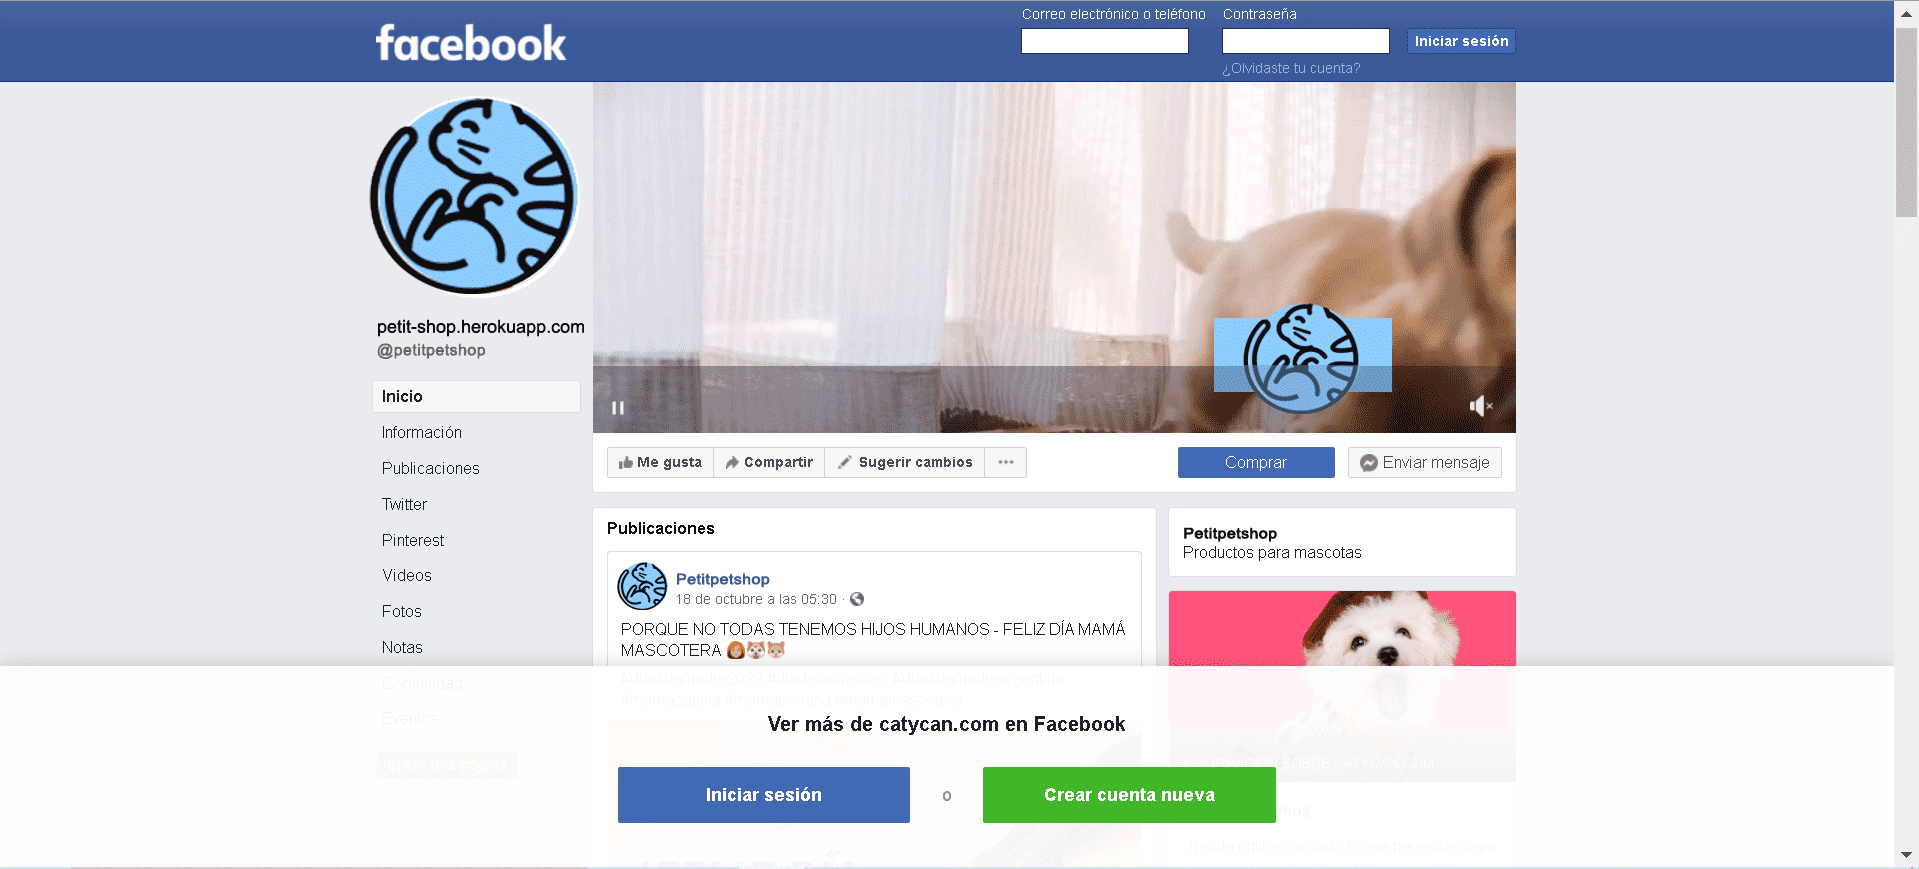 facebook
Correo electrónico o teléfono
Contraseña
Iniciar sesión
¿Olvidaste tu cuenta?
petit-shop.herokuapp.com
@petitpetshop
Inicio
Información
Publicaciones
Twitter
Pinterest
Videos
Fotos
Notas
Comunidad
Eventos
Crear una página
Me gusta
Compartir
Sugerir cambios
Comprar
Enviar mensaje
Publicaciones
Petitpetshop
18 de octubre a las 05:30 ·
PORQUE NO TODAS TENEMOS HIJOS HUMANOS - FELIZ DÍA MAMÁ
MASCOTERA
#diadelamadre2020 #diadelasmadres #diadelamadreargentina
#mamagatuna #mamaperruna #mamamascotera
Petitpetshop
Productos para mascotas
INFORMACIÓN SOBRE CATYCAN.COM
Tienda online con todo lo que necesitas para
Ver más de catycan.com en Facebook
Iniciar sesión
o
Crear cuenta nueva